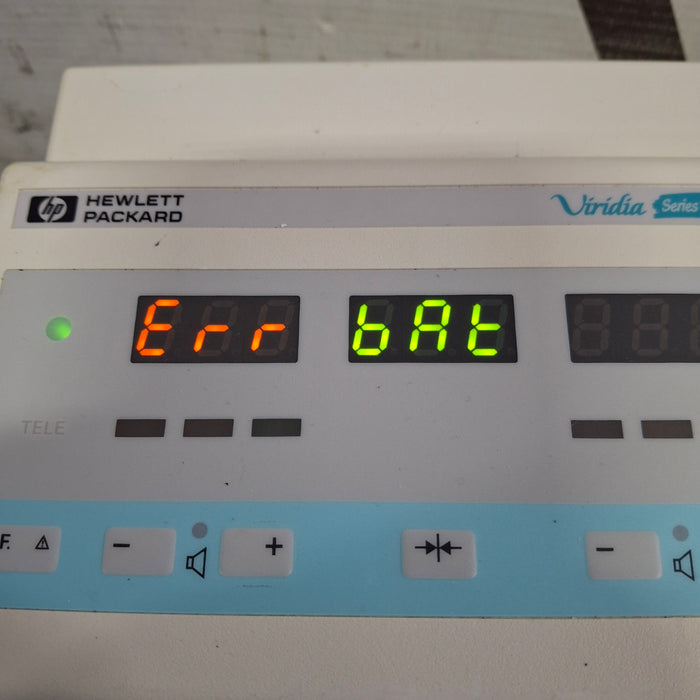 hp HEWLETT
PACKARD
Viridia Series
Err bAt
TELE
F. ⚠
- + -